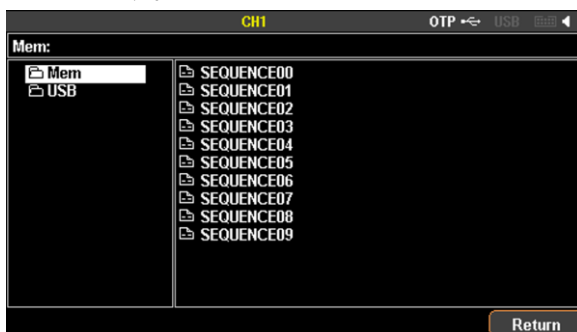 CH1 OTP USB
Mem:
Mem
USB
SEQUENCE00
SEQUENCE01
SEQUENCE02
SEQUENCE03
SEQUENCE04
SEQUENCE05
SEQUENCE06
SEQUENCE07
SEQUENCE08
SEQUENCE09
Return